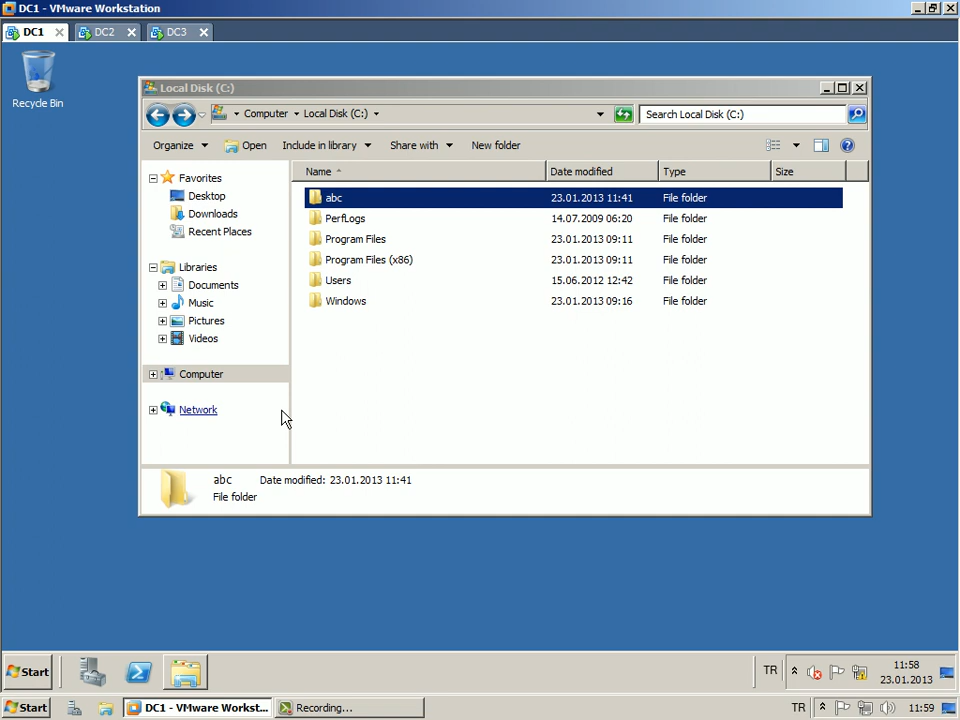 DC1 - VMware Workstation
DC1 DC2 DC3
Recycle Bin
Local Disk (C:)
Computer Local Disk (C:) Search Local Disk (C:)
Organize Open Include in library Share with New folder
Name Date modified Type Size
Favorites
Desktop
Downloads
Recent Places
Libraries
Documents
Music
Pictures
Videos
Computer
Network
abc 23.01.2013 11:41 File folder
PerfLogs 14.07.2009 06:20 File folder
Program Files 23.01.2013 09:11 File folder
Program Files (x86) 23.01.2013 09:11 File folder
Users 15.06.2012 12:42 File folder
Windows 23.01.2013 09:16 File folder
abc Date modified: 23.01.2013 11:41
File folder
Start TR 11:58
23.01.2013
Start DC1 - VMware Workst... Recording... TR 11:59